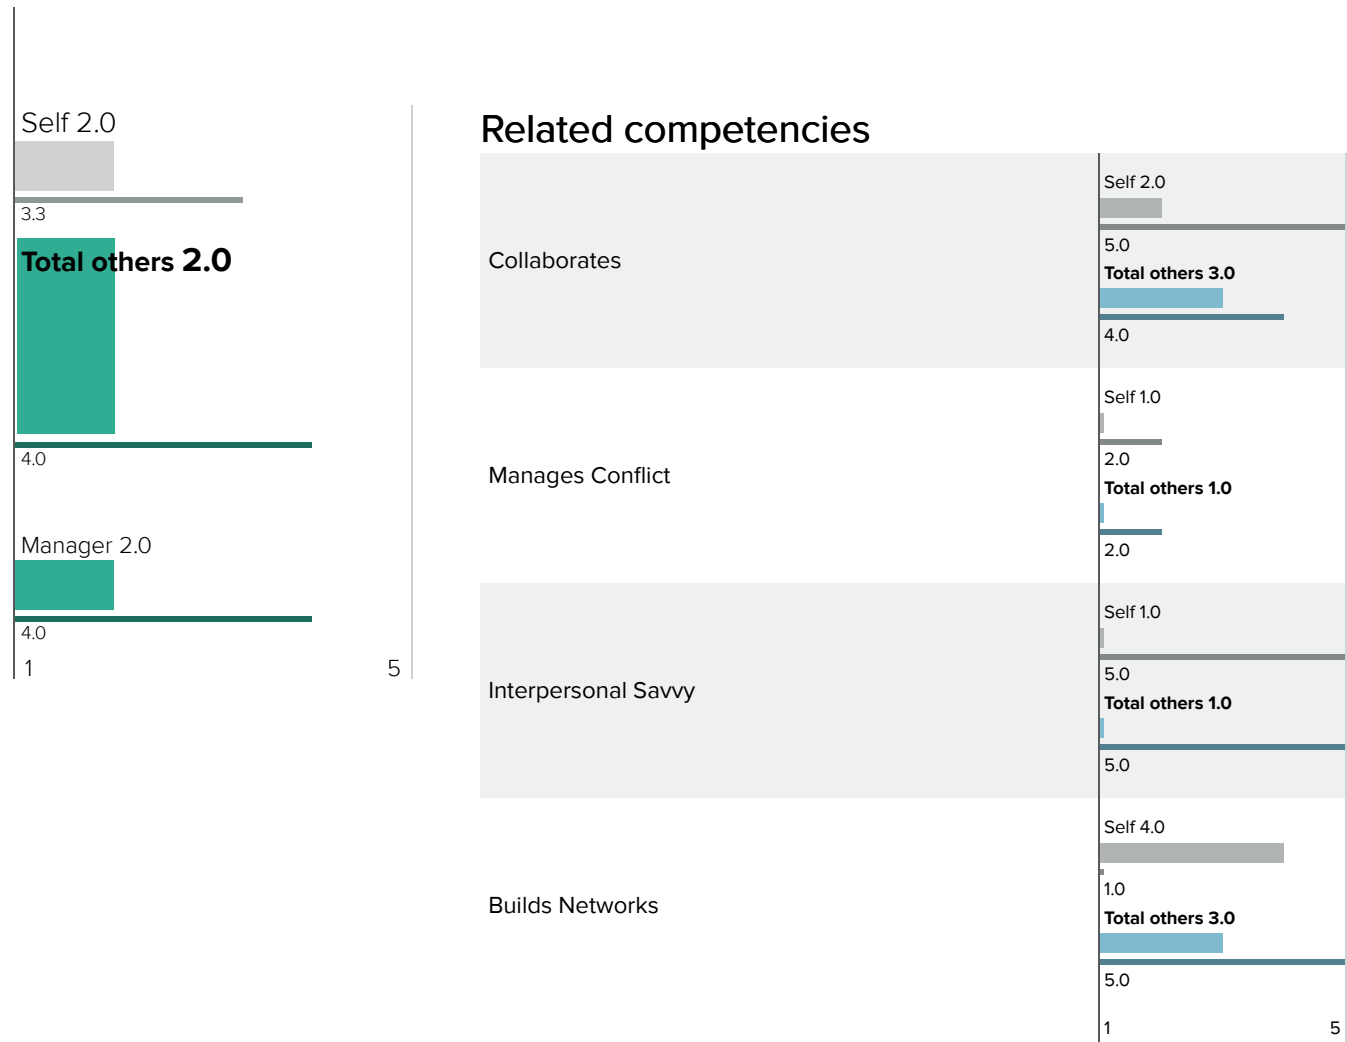 Self 2.0
3.3
Total others 2.0
4.0
Manager 2.0
4.0
1 5
Related competencies
Collaborates
Self 2.0
5.0
Total others 3.0
4.0
Manages Conflict
Self 1.0
2.0
Total others 1.0
2.0
Interpersonal Savvy
Self 1.0
5.0
Total others 1.0
5.0
Builds Networks
Self 4.0
1.0
Total others 3.0
5.0
1 5